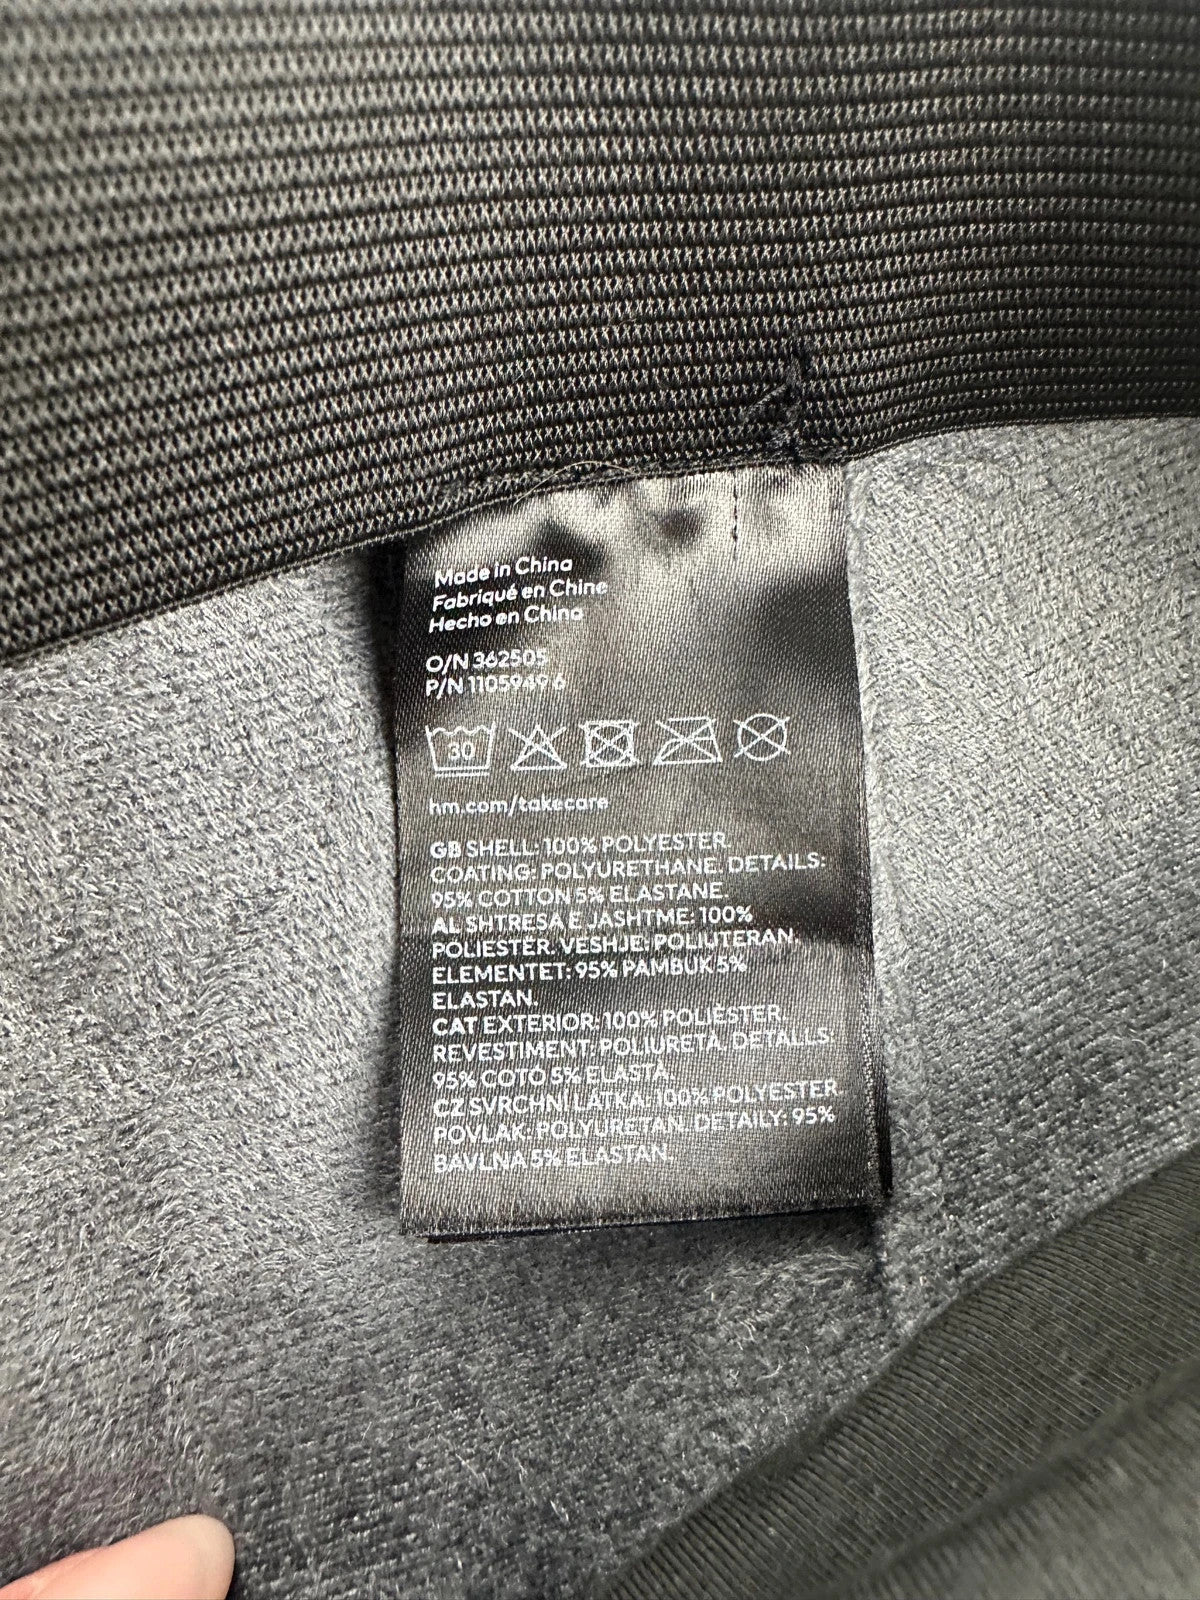 Made in China
Fabriqué en Chine
Hecho en China
O/N 362505
P/N 11059496
30
hm.com/takecare
GB SHELL: 100% POLYESTER.
COATING: POLYURETHANE. DETAILS:
95% COTTON 5% ELASTANE.
AL SHTRESA E JASHTME: 100%
POLIESTER. VESHJE: POLIUTERAN.
ELEMENTET: 95% PAMBUK 5%
ELASTAN.
CAT EXTERIOR: 100% POLIÈSTER.
REVESTIMENT: POLIURETÀ. DETALLS:
95% COTÓ 5% ELASTÀ.
CZ SVRCHNÍ LÁTKA: 100% POLYESTER.
POVLAK: POLYURETAN. DETAILY: 95%
BAVLNA 5% ELASTAN.